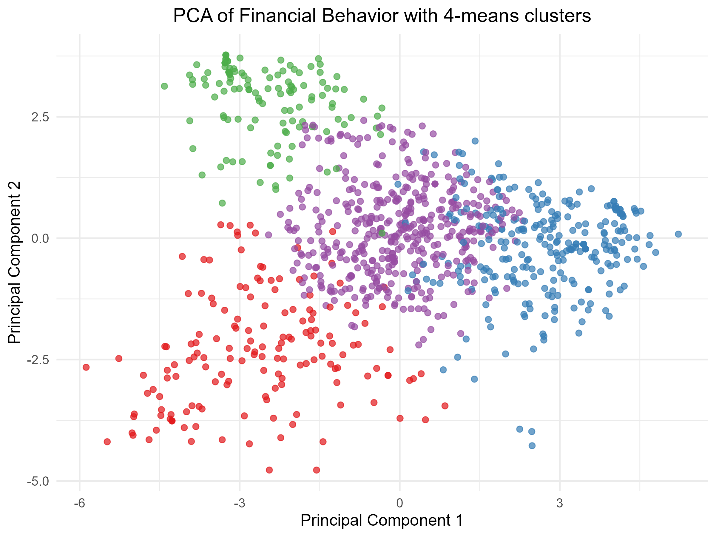 PCA of Financial Behavior with 4-means clusters
Principal Component 2
2.5
0.0
-2.5
-5.0
-6
-3
0
3
Principal Component 1